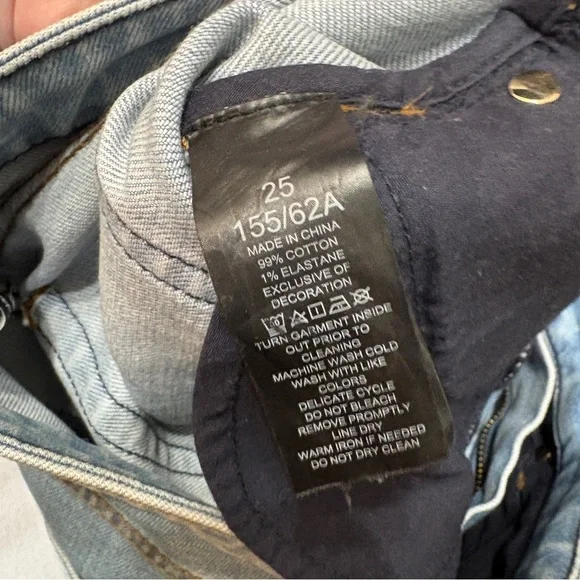 25
155/62A
MADE IN CHINA
99% COTTON
1% ELASTANE
EXCLUSIVE OF
DECORATION
TURN GARMENT INSIDE
OUT PRIOR TO
CLEANING
MACHINE WASH COLD
WASH WITH LIKE
COLORS
DELICATE CYCLE
DO NOT BLEACH
REMOVE PROMPTLY
LINE DRY
WARM IRON IF NEEDED
DO NOT DRY CLEAN